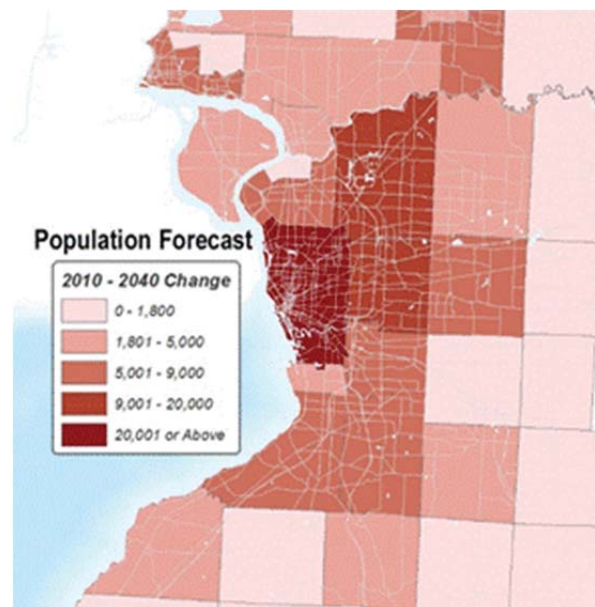 Population Forecast
2010 - 2040 Change
0 - 1,800
1,801 - 5,000
5,001 - 9,000
9,001 - 20,000
20,001 or Above